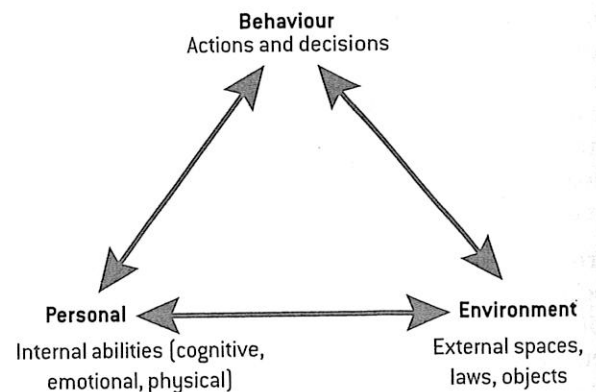 Behaviour
Actions and decisions
Personal
Internal abilities (cognitive,
emotional, physical)
Environment
External spaces,
laws, objects